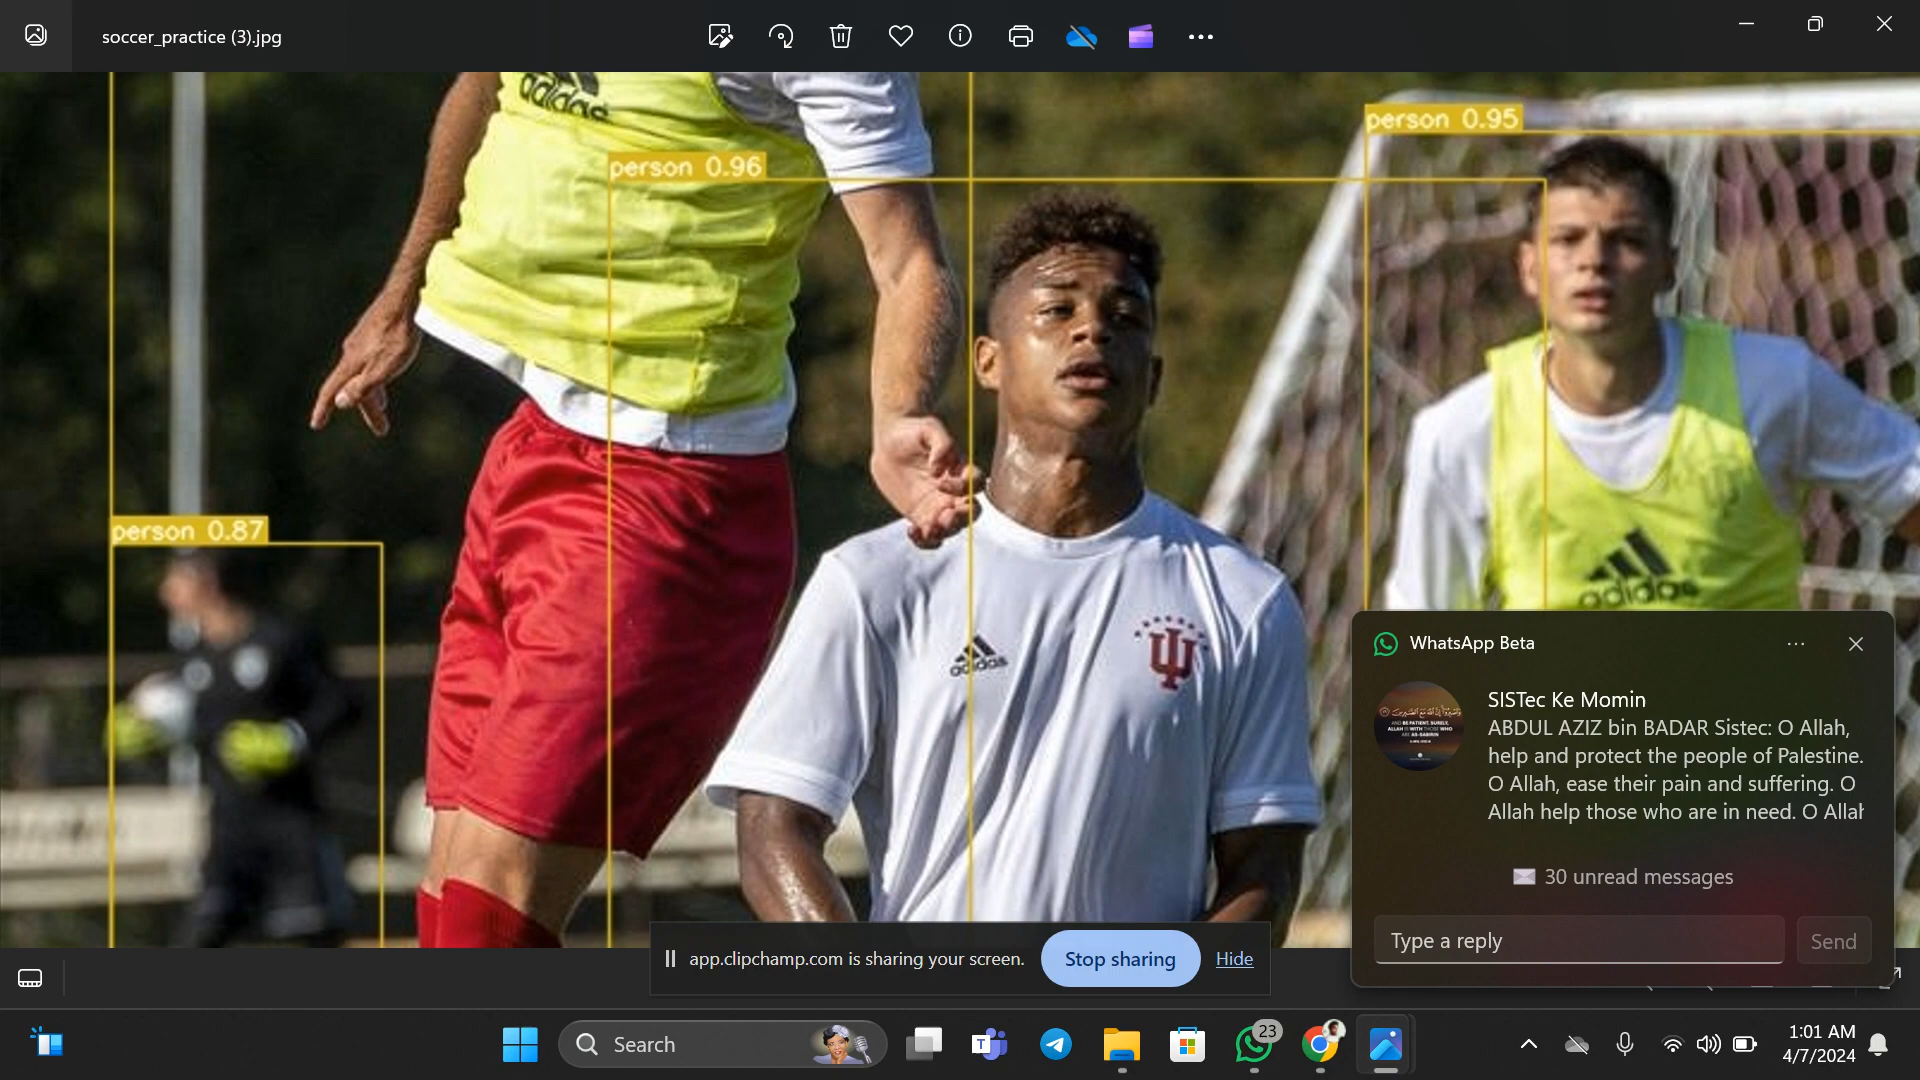 soccer_practice (3).jpg
adidas
person 0.96
person 0.95
person 0.87
adidas
adidas
WhatsApp Beta
SISTec Ke Momin
ABDUL AZIZ bin BADAR Sistec: O Allah,
help and protect the people of Palestine.
O Allah, ease their pain and suffering. O
Allah help those who are in need. O Allah
30 unread messages
Type a reply
Send
app.clipchamp.com is sharing your screen.
Stop sharing
Hide
Search
T
23
1:01 AM
4/7/2024